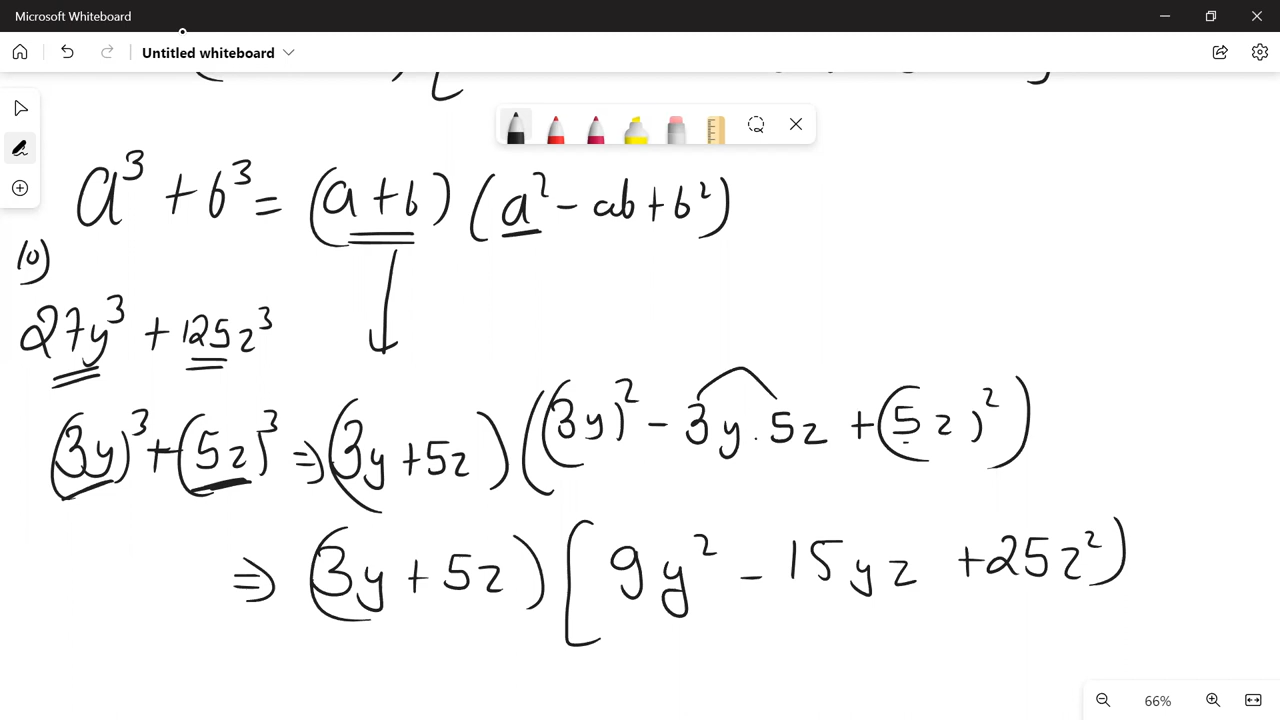 Microsoft Whiteboard
Untitled whiteboard
a³ + b³ = (a+b) (a² - ab + b²)
10)
27y³ + 125z³
(3y)³ + (5z)³ ⇒ (3y + 5z) ((3y)² - 3y . 5z + (5z)²)
⇒ (3y + 5z) [9y² - 15yz + 25z²)
66%